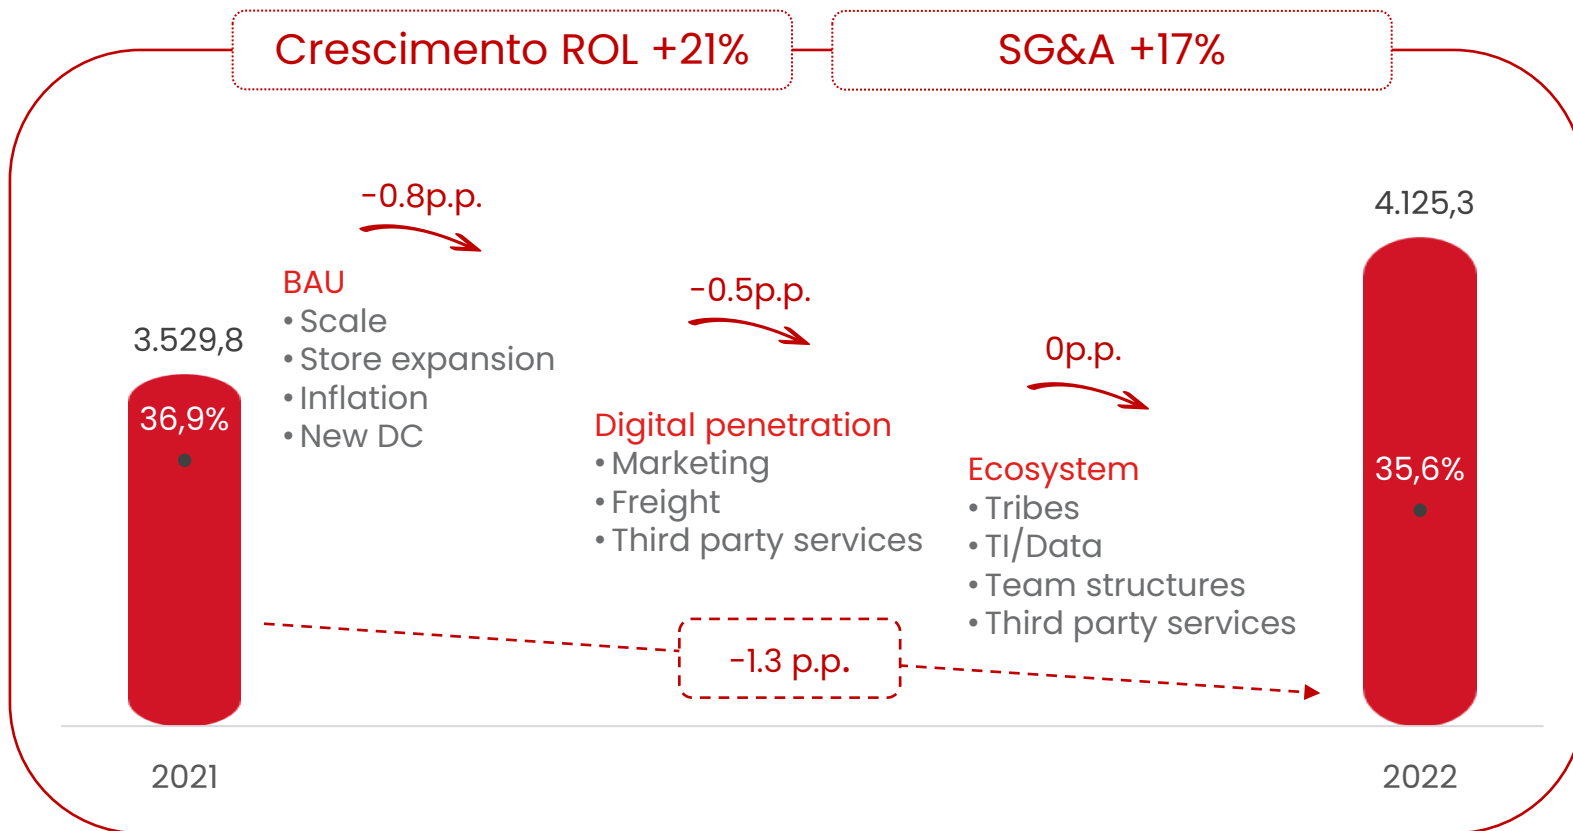 Crescimento ROL +21%
SG&A +17%
-0.8p.p.
BAU
• Scale
• Store expansion
• Inflation
• New DC
-0.5p.p.
Digital penetration
• Marketing
• Freight
• Third party services
0p.p.
Ecosystem
• Tribes
• TI/Data
• Team structures
• Third party services
3.529,8
36,9%
4.125,3
35,6%
-1.3 p.p.
2021
2022